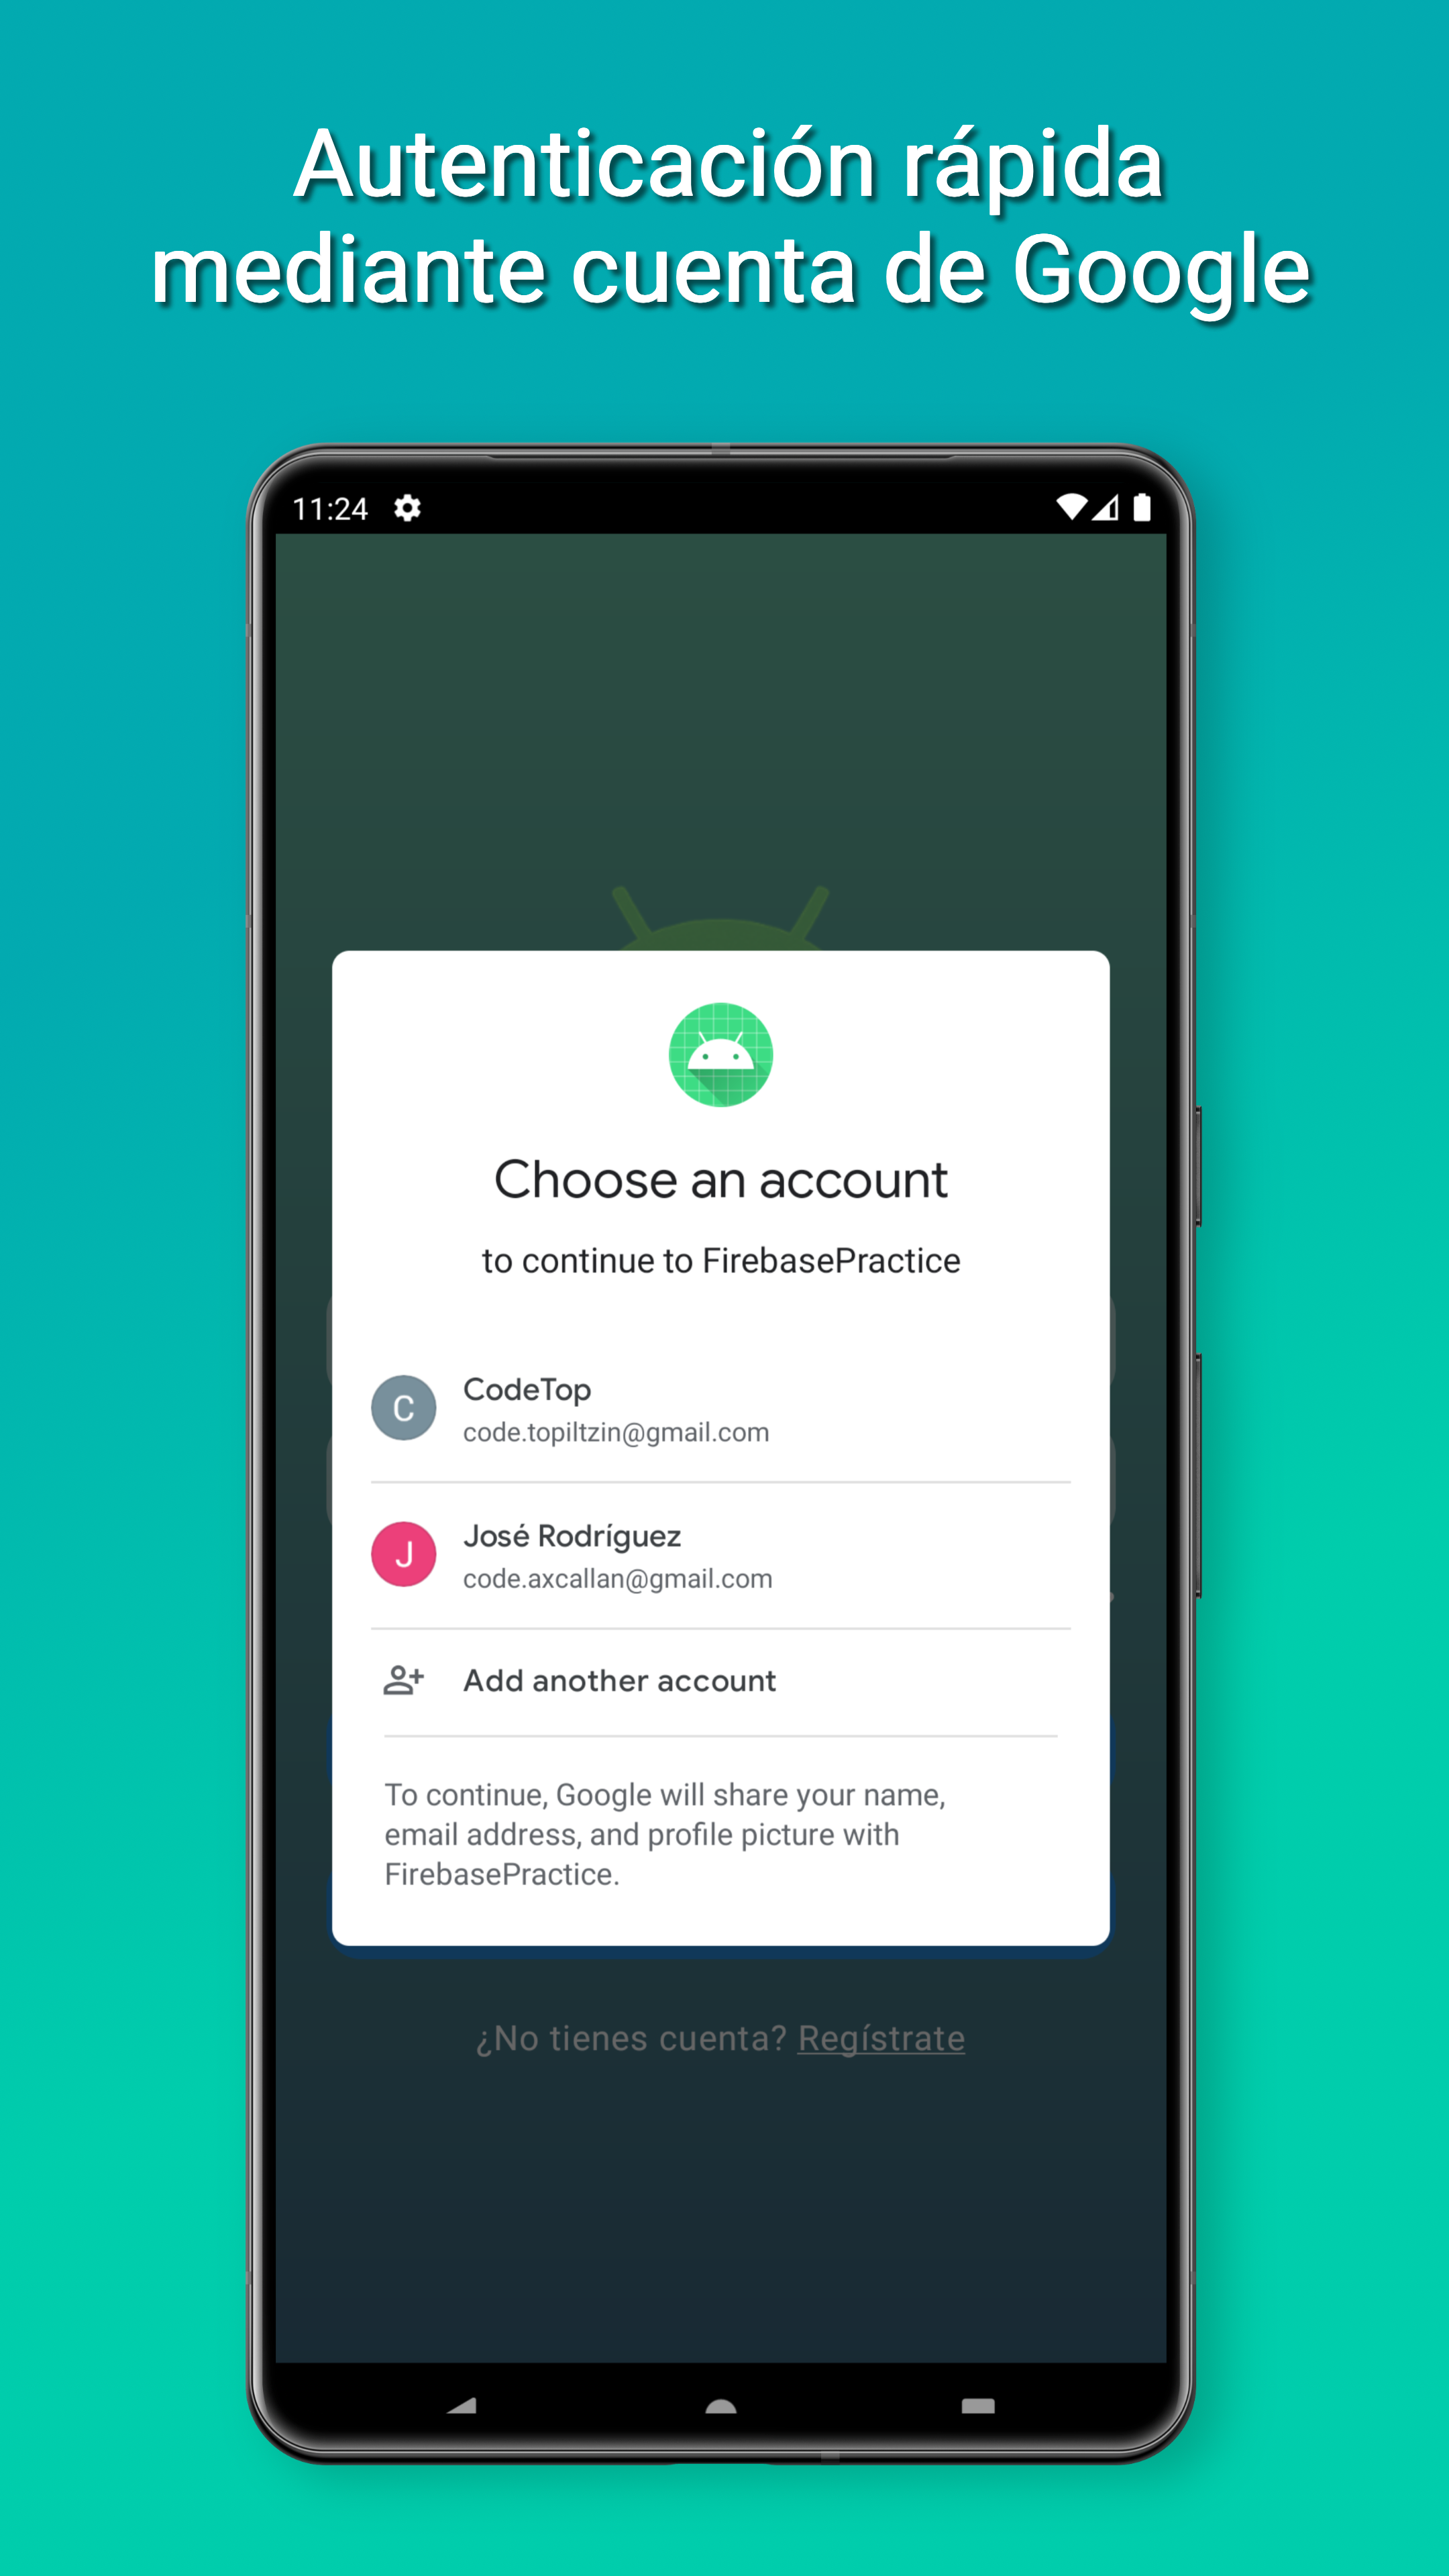 Autenticación rápida
mediante cuenta de Google
11:24
Choose an account
to continue to FirebasePractice
C
CodeTop
code.topiltzin@gmail.com
J
José Rodríguez
code.axcallan@gmail.com
Add another account
To continue, Google will share your name,
email address, and profile picture with
FirebasePractice.
¿No tienes cuenta? Regístrate